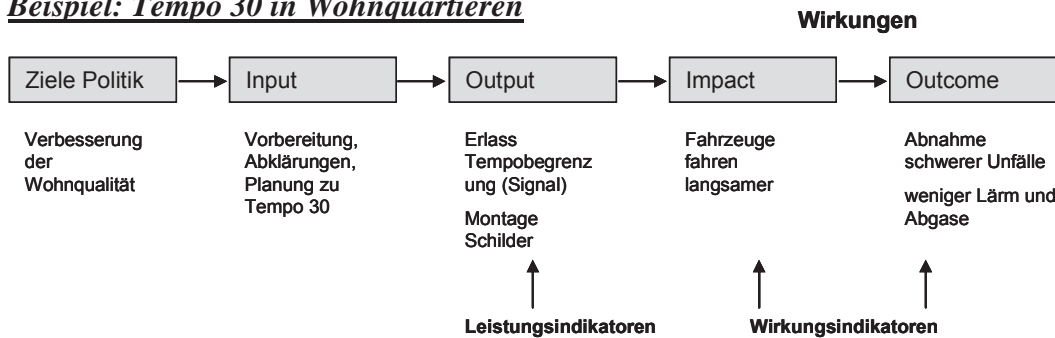 Beispiel: Tempo 30 in Wohnquartieren
Wirkungen
Ziele Politik
Input
Output
Impact
Outcome
Verbesserung
der
Wohnqualität
Vorbereitung,
Abklärungen,
Planung zu
Tempo 30
Erlass
Tempobegrenz
ung (Signal)
Montage
Schilder
Fahrzeuge
fahren
langsamer
Abnahme
schwerer Unfälle
weniger Lärm und
Abgase
Leistungsindikatoren
Wirkungsindikatoren